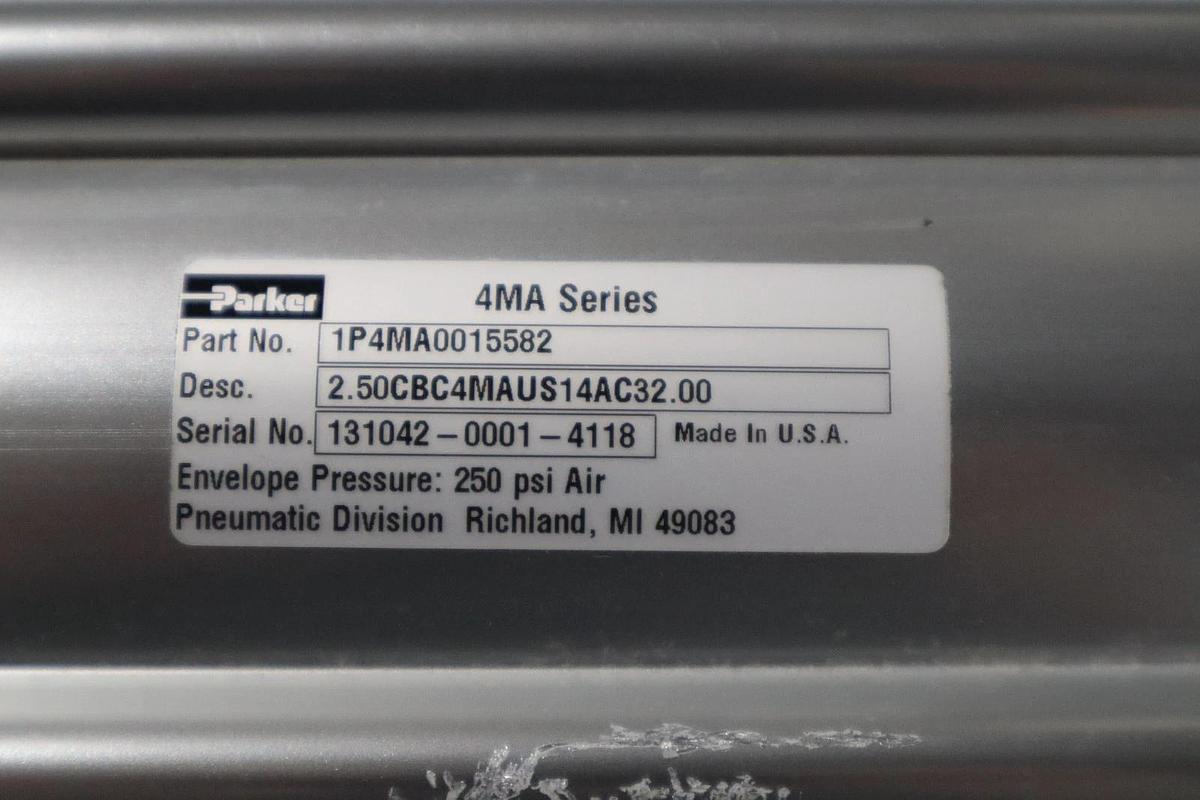 Parker 4MA Series
Part No. 1P4MA0015582
Desc. 2.50CBC4MAUS14AC32.00
Serial No. 131042-0001-4118 Made In U.S.A.
Envelope Pressure: 250 psi Air
Pneumatic Division Richland, MI 49083